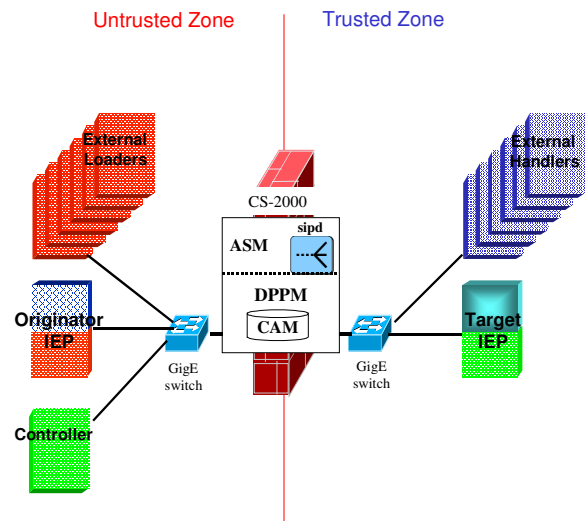 Untrusted Zone
Trusted Zone
External
Loaders
External
Handlers
CS-2000
sipd
ASM
DPPM
CAM
Originator
IEP
Target
IEP
GigE
switch
GigE
switch
Controller